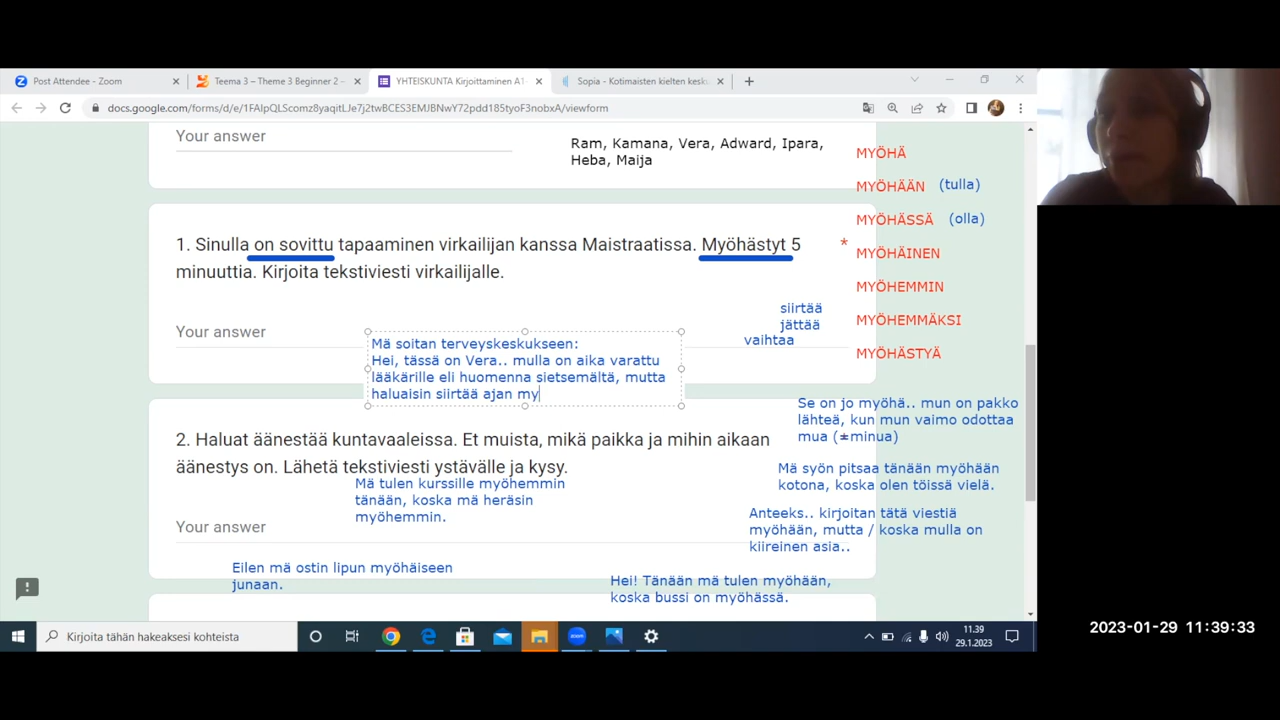 Post Attendee - Zoom
Teema 3 – Theme 3 Beginner 2 –
YHTEISKUNTA Kirjoittaminen A1-
Sopia - Kotimaisten kielten kesku
docs.google.com/forms/d/e/1FAIpQLScomz8yaqitLJe7j2twBCES3EMJBNwY72pdd185tyoF3nobxA/viewform
Your answer
Ram, Kamana, Vera, Adward, Ipara,
Heba, Maija
MYÖHÄ
MYÖHÄÄN (tulla)
MYÖHÄSSÄ (olla)
MYÖHÄINEN
MYÖHEMMIN
MYÖHEMMÄKSI
MYÖHÄSTYÄ
1. Sinulla on sovittu tapaaminen virkailijan kanssa Maistraatissa. Myöhästyt 5 *
minuuttia. Kirjoita tekstiviesti virkailijalle.
siirtää
jättää
vaihtaa
Your answer
Mä soitan terveyskeskukseen:
Hei, tässä on Vera.. mulla on aika varattu
lääkärille eli huomenna sietsemältä, mutta
haluaisin siirtää ajan my
Se on jo myöhä.. mun on pakko
lähteä, kun mun vaimo odottaa
mua (=minua)
2. Haluat äänestää kuntavaaleissa. Et muista, mikä paikka ja mihin aikaan
äänestys on. Lähetä tekstiviesti ystävälle ja kysy.
Mä syön pitsaa tänään myöhään
kotona, koska olen töissä vielä.
Mä tulen kurssille myöhemmin
tänään, koska mä heräsin
myöhemmin.
Anteeks.. kirjoitan tätä viestiä
myöhään, mutta / koska mulla on
kiireinen asia..
Your answer
Eilen mä ostin lipun myöhäiseen
junaan.
Hei! Tänään mä tulen myöhään,
koska bussi on myöhässä.
Kirjoita tähän hakeaksesi kohteista
zoom
11.39
29.1.2023
2023-01-29 11:39:33